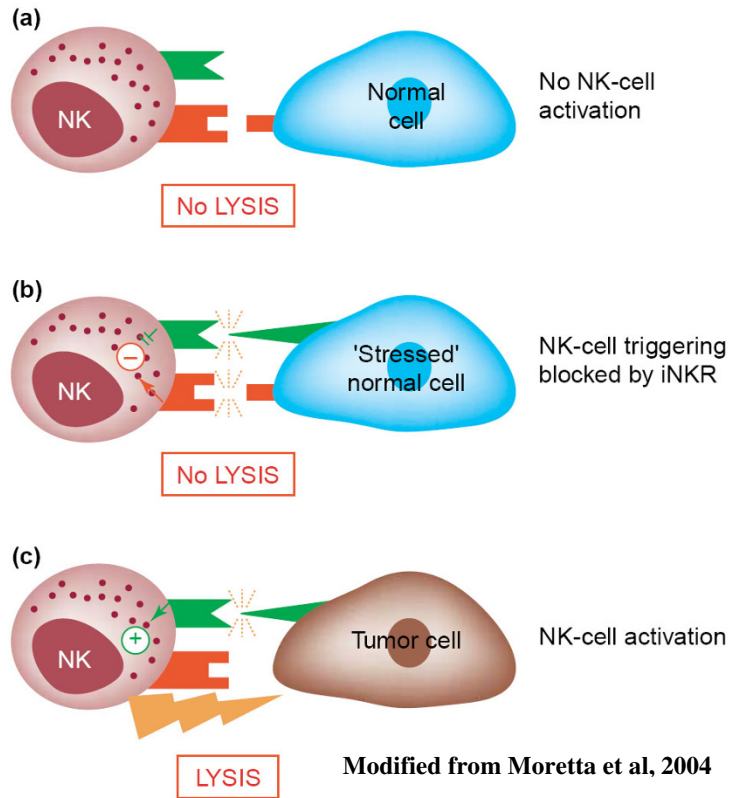 (a)
NK
Normal
cell
No NK-cell
activation
No LYSIS
(b)
NK
'Stressed'
normal cell
NK-cell triggering
blocked by iNKR
No LYSIS
(c)
NK
Tumor cell
NK-cell activation
LYSIS
Modified from Moretta et al, 2004